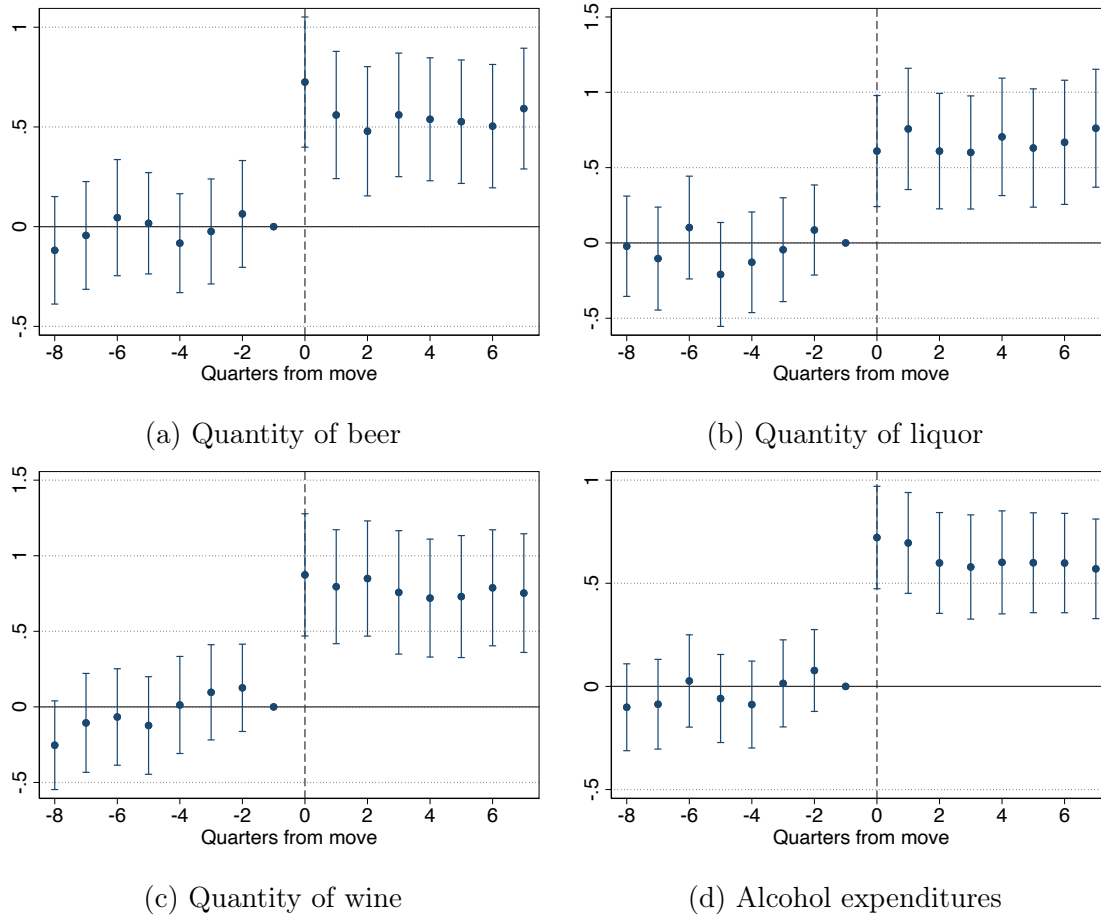 1
.5
0
-.5
-8 -6 -4 -2 0 2 4 6
Quarters from move
(a) Quantity of beer
1.5
1
.5
0
-.5
-8 -6 -4 -2 0 2 4 6
Quarters from move
(b) Quantity of liquor
1.5
1
.5
0
-.5
-8 -6 -4 -2 0 2 4 6
Quarters from move
(c) Quantity of wine
1
.5
0
-.5
-8 -6 -4 -2 0 2 4 6
Quarters from move
(d) Alcohol expenditures